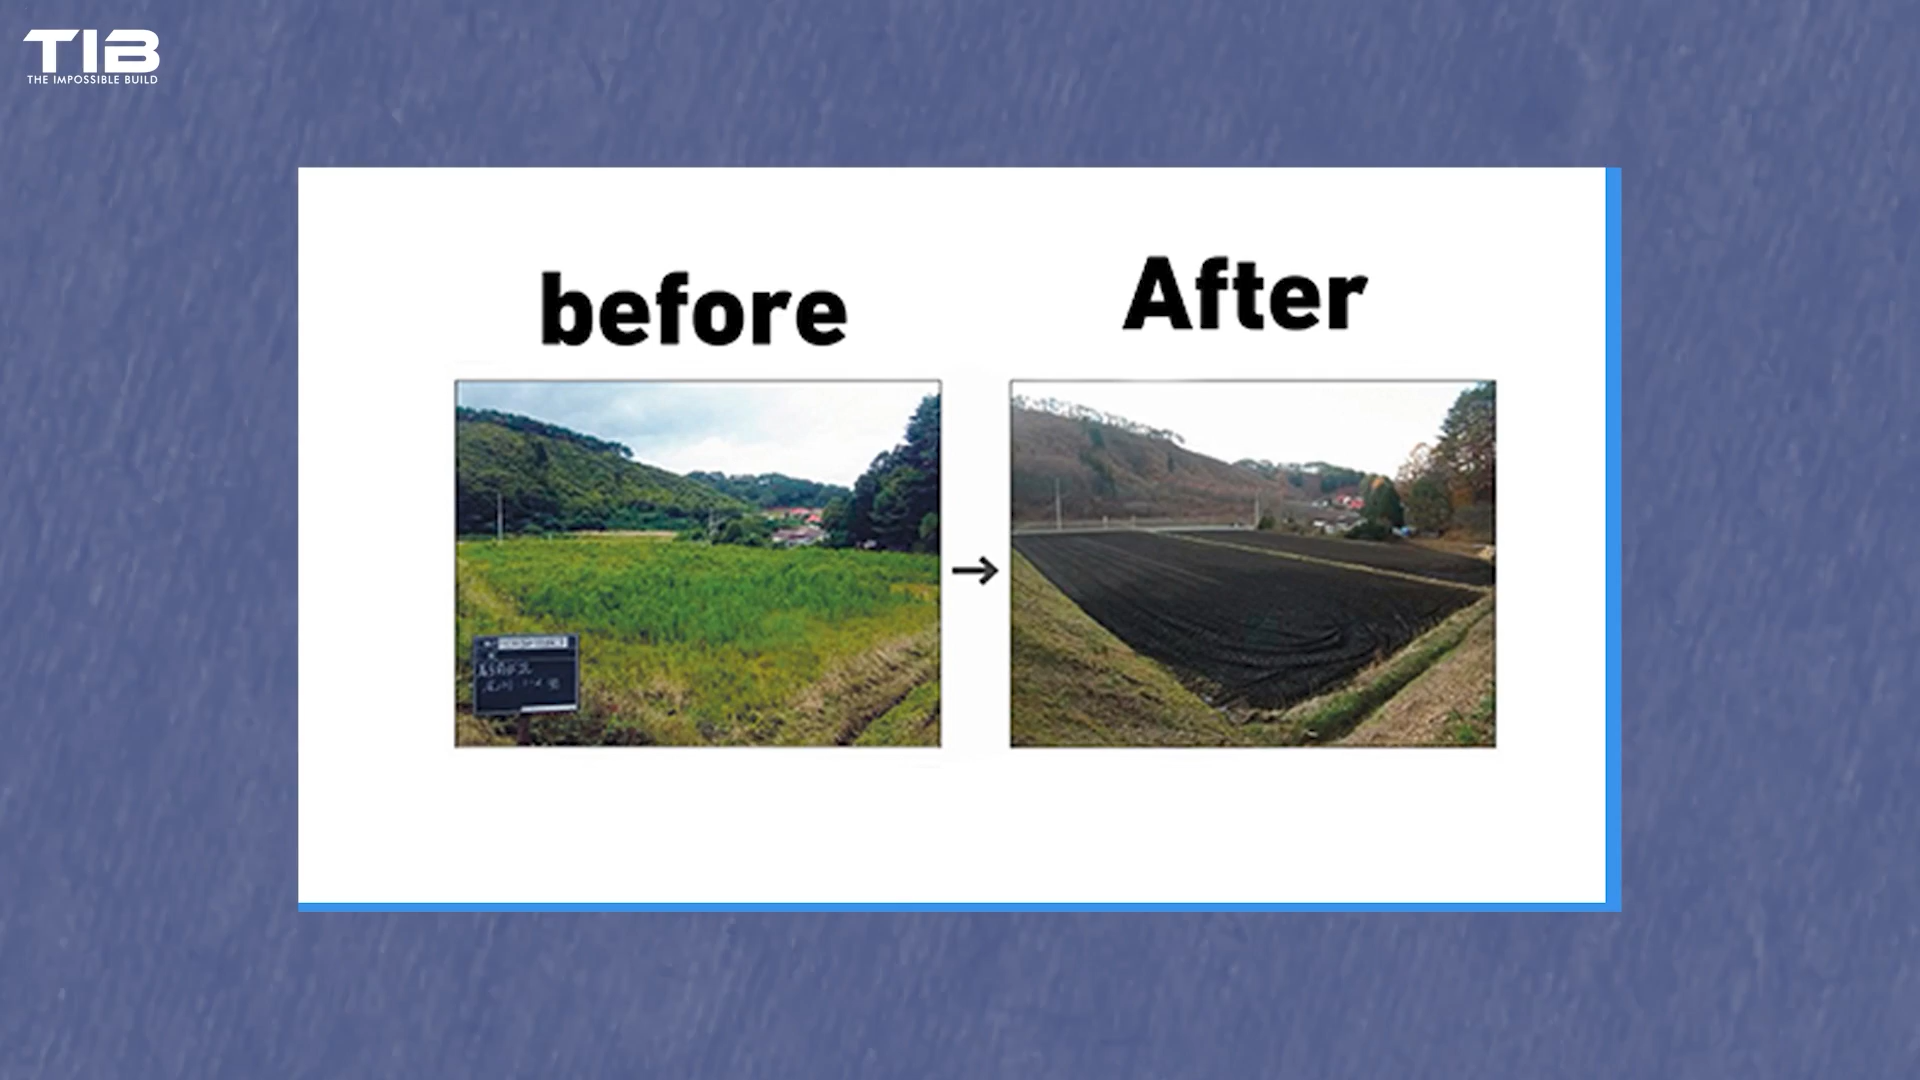 TIB
THE IMPOSSIBLE BUILD
before
After
→